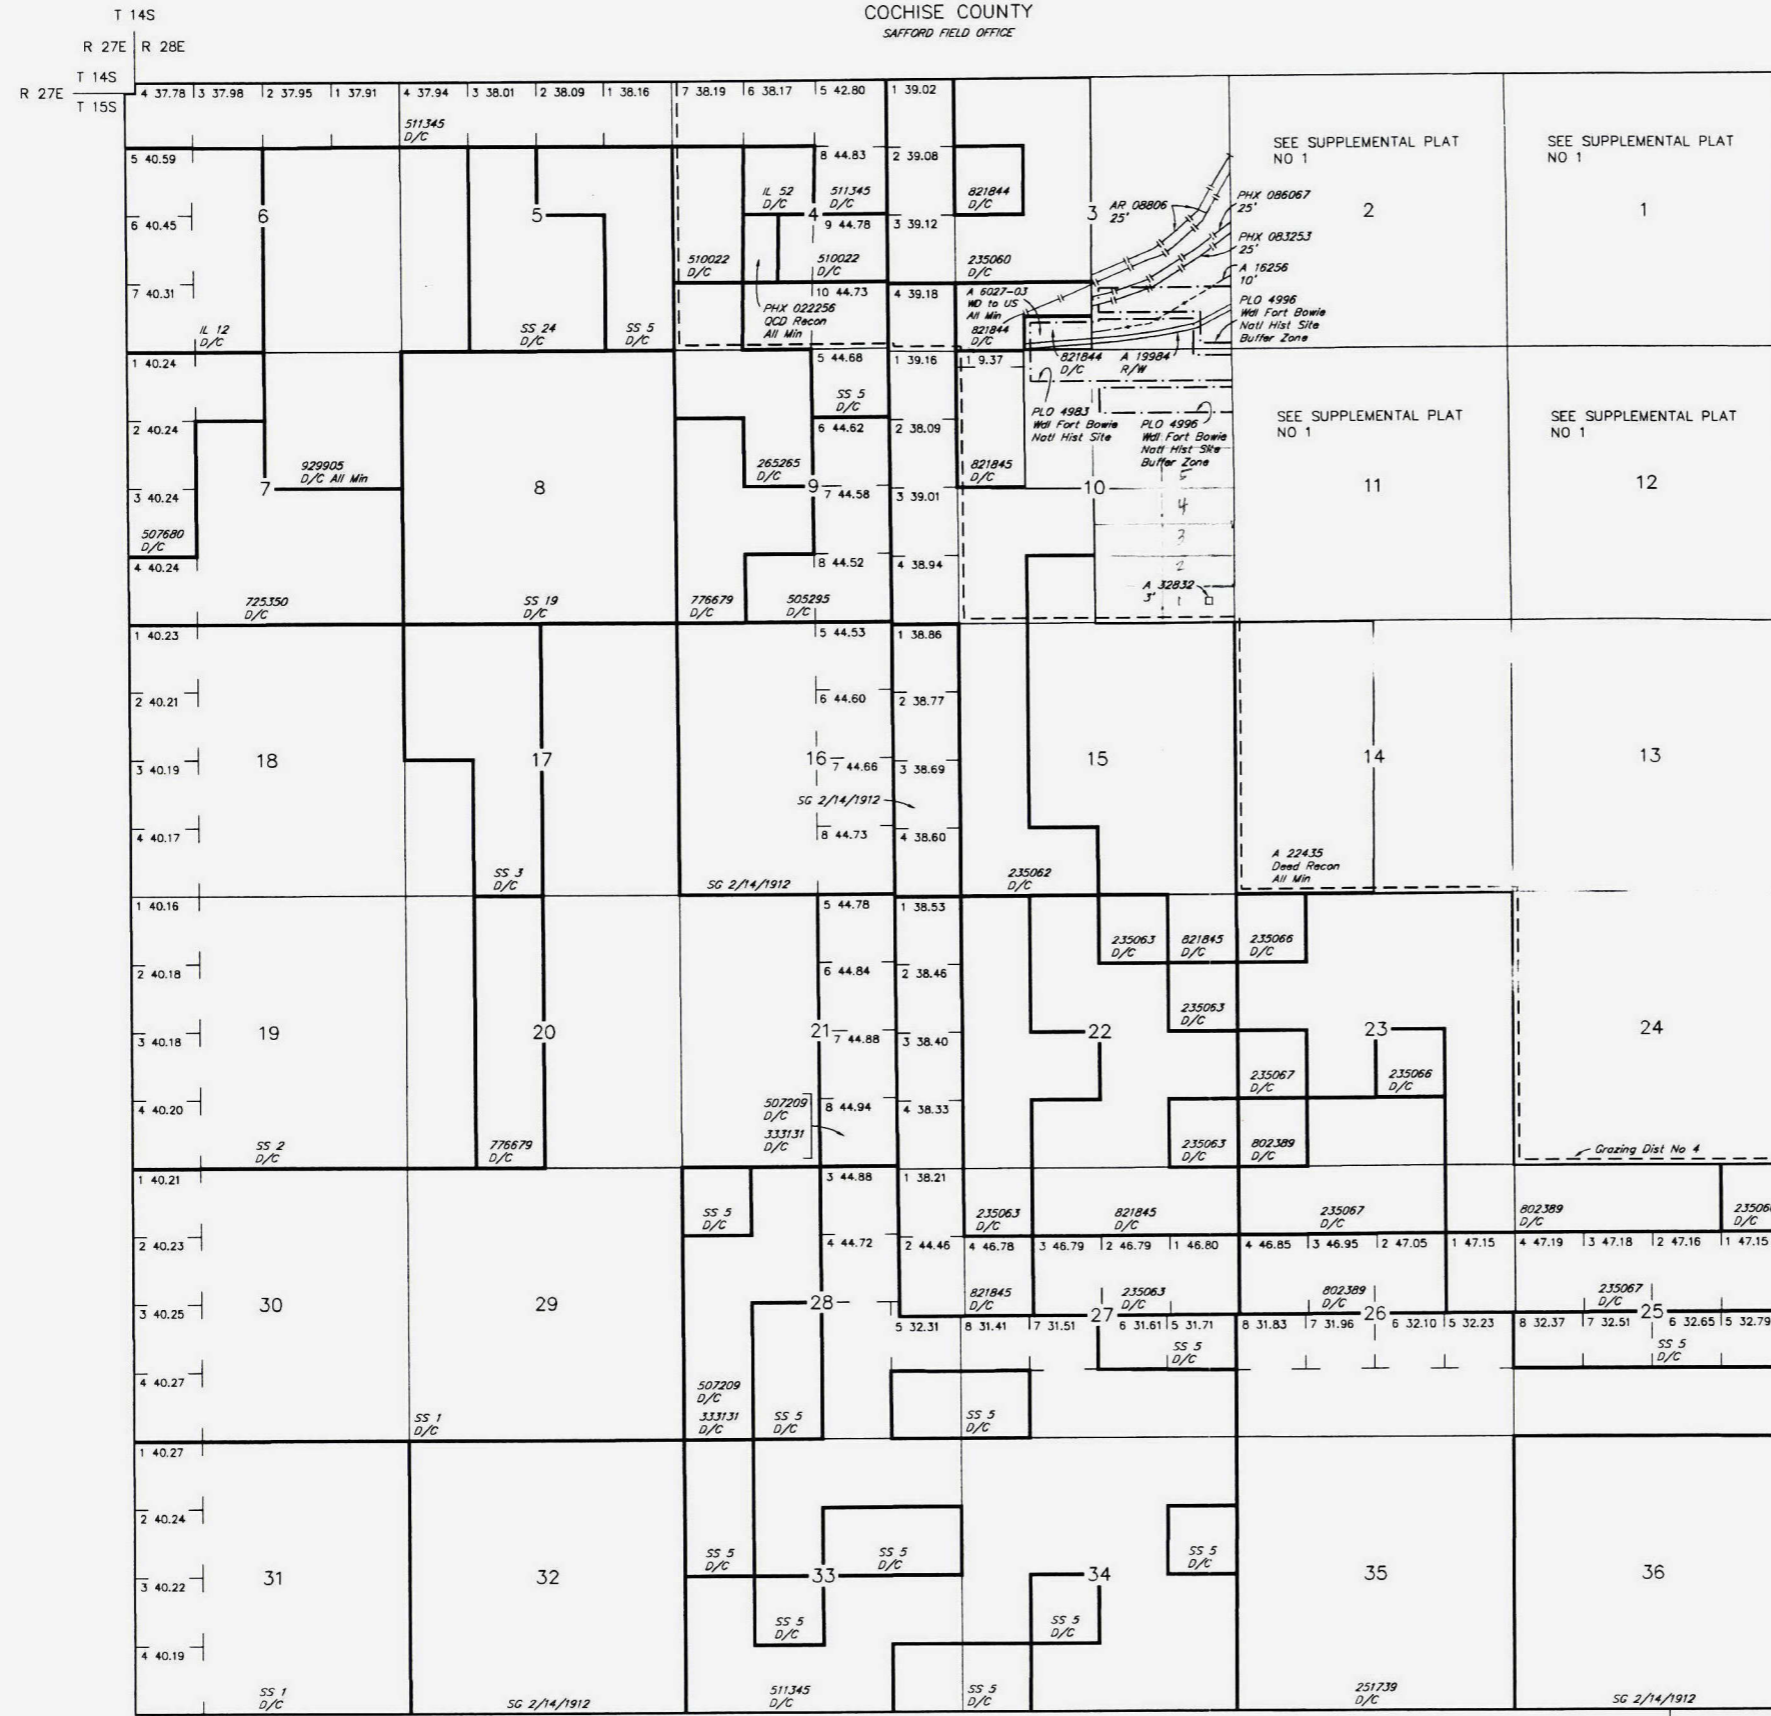 T 14S
COCHISE COUNTY
SAFFORD FIELD OFFICE
R 27E R 28E
T 14S
R 27E
T 15S
4 37.78 3 37.98 2 37.95 1 37.91 4 37.94 3 38.01 2 38.09 1 38.16 7 38.19 6 38.17 5 42.80 1 39.02
511345
D/C
5 40.59
8 44.83 2 39.08
SEE SUPPLEMENTAL PLAT
NO 1
SEE SUPPLEMENTAL PLAT
NO 1
IL 52
D/C
511345
D/C
821844
D/C
6 5 4 3 2 1
AR 08806
25'
PHX 086067
25'
6 40.45
9 44.78 3 39.12
PHX 083253
25'
510022
D/C
510022
D/C
235060
D/C
A 16256
10'
7 40.31
10 44.73 4 39.18
A 6027-03
WD to US
All Min
821844
D/C
PHX 022256
QCD Recon
All Min
PLO 4996
Wdl Fort Bowie
Natl Hist Site
Buffer Zone
IL 12
D/C
SS 24
D/C
SS 5
D/C
1 40.24
5 44.68 1 39.16 1 9.37
821844
D/C
A 19984
R/W
SS 5
D/C
PLO 4983
Wdl Fort Bowie
Natl Hist Site
PLO 4996
Wdl Fort Bowie
Natl Hist Site
Buffer Zone
SEE SUPPLEMENTAL PLAT
NO 1
SEE SUPPLEMENTAL PLAT
NO 1
2 40.24
6 44.62 2 38.09
929905
D/C All Min
265265
D/C
821845
D/C
7 8 9 10 11 12
3 40.24
7 44.58 3 39.01
5
4
3
2
1
507680
D/C
4 40.24
8 44.52 4 38.94
A 32832
3'
725350
D/C
SS 19
D/C
776679
D/C
505295
D/C
1 40.23
5 44.53 1 38.86
2 40.21
6 44.60 2 38.77
18 17 16 15 14 13
3 40.19
7 44.66 3 38.69
SG 2/14/1912
4 40.17
8 44.73 4 38.60
A 22435
Deed Recon
All Min
SS 3
D/C
SG 2/14/1912
235062
D/C
1 40.16
5 44.78 1 38.53
235063
D/C
821845
D/C
235066
D/C
2 40.18
6 44.84 2 38.46
235063
D/C
19 20 21 22 23 24
3 40.18
7 44.88 3 38.40
235067
D/C
235066
D/C
4 40.20
507209
D/C
333131
D/C
8 44.94 4 38.33
SS 2
D/C
776679
D/C
235063
D/C
802389
D/C
Grazing Dist No 4
1 40.21
3 44.88 1 38.21
SS 5
D/C
235063
D/C
821845
D/C
235067
D/C
802389
D/C
D/C
2 40.23
4 44.72 2 44.46 4 46.78 3 46.79 2 46.79 1 46.80 4 46.85 3 46.95 2 47.05 1 47.15 4 47.19 3 47.18 2 47.16 1 47.15
821845
D/C
235063
D/C
802389
D/C
235067
D/C
30 29 28 27 26 25
3 40.25
5 32.31 8 31.41 7 31.51 6 31.61 5 31.71 8 31.83 7 31.96 6 32.10 5 32.23 8 32.37 7 32.51 6 32.65 5 32.79
SS 5
D/C
SS 5
D/C
4 40.27
SS 1
D/C
507209
D/C
333131
D/C
SS 5
D/C
SS 5
D/C
1 40.27
2 40.24
SS 5
D/C
SS 5
D/C
SS 5
D/C
31 32 33 34 35 36
3 40.22
SS 5
D/C
SS 5
D/C
4 40.19
SS 1
D/C
SG 2/14/1912
511345
D/C
SS 5
D/C
251739
D/C
SG 2/14/1912